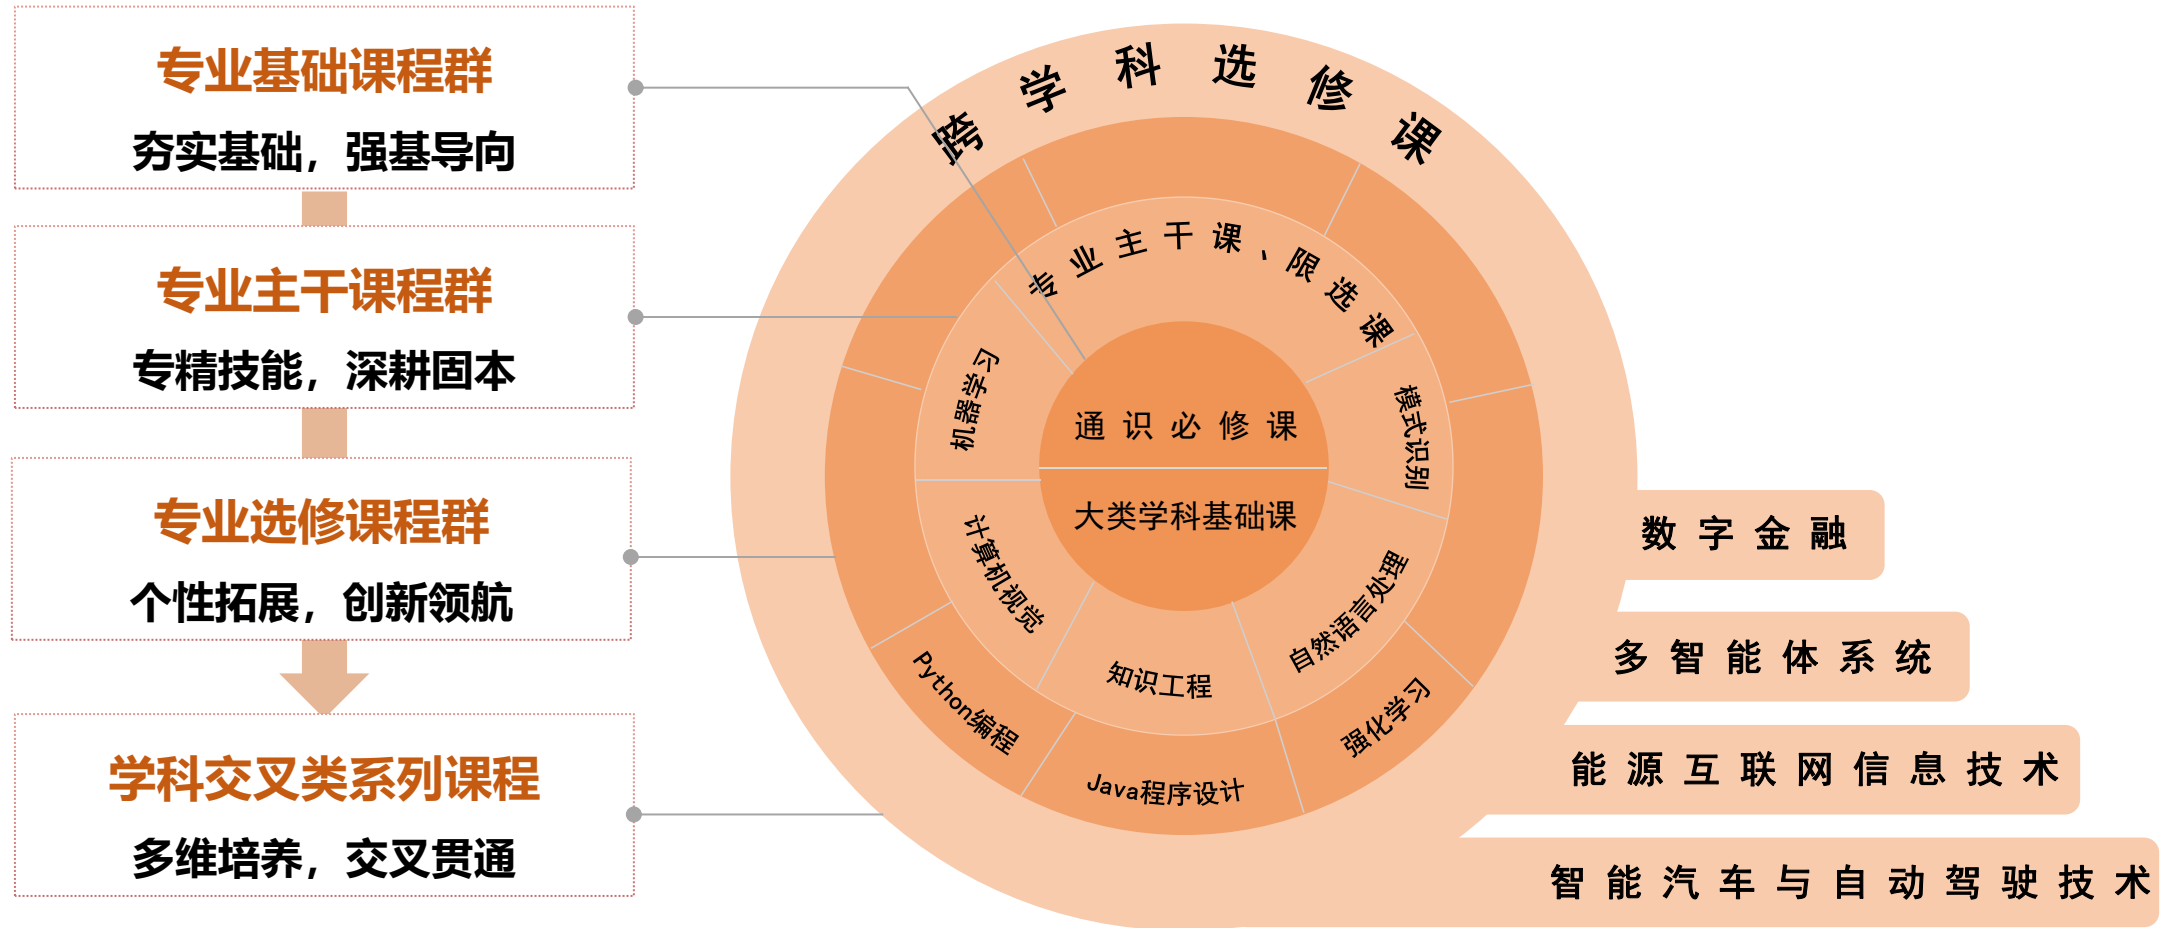 专业基础课程群
夯实基础，强基导向
专业主干课程群
专精技能，深耕固本
专业选修课程群
个性拓展，创新领航
学科交叉类系列课程
多维培养，交叉贯通
跨学科选修课
专业主干课、限选课
机器学习
模式识别
通识必修课
大类学科基础课
计算机视觉
自然语言处理
知识工程
Python编程
Java程序设计
强化学习
数字金融
多智能体系统
能源互联网信息技术
智能汽车与自动驾驶技术